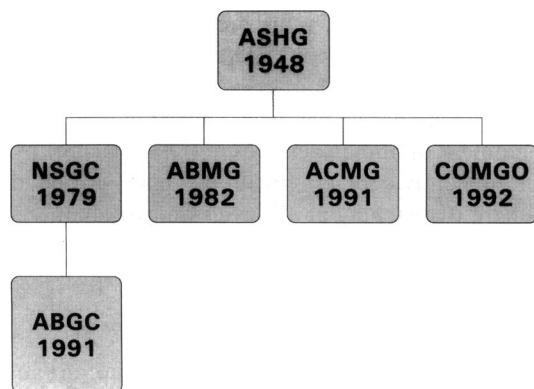 ASHG
1948
NSGC
1979
ABMG
1982
ACMG
1991
COMGO
1992
ABGC
1991